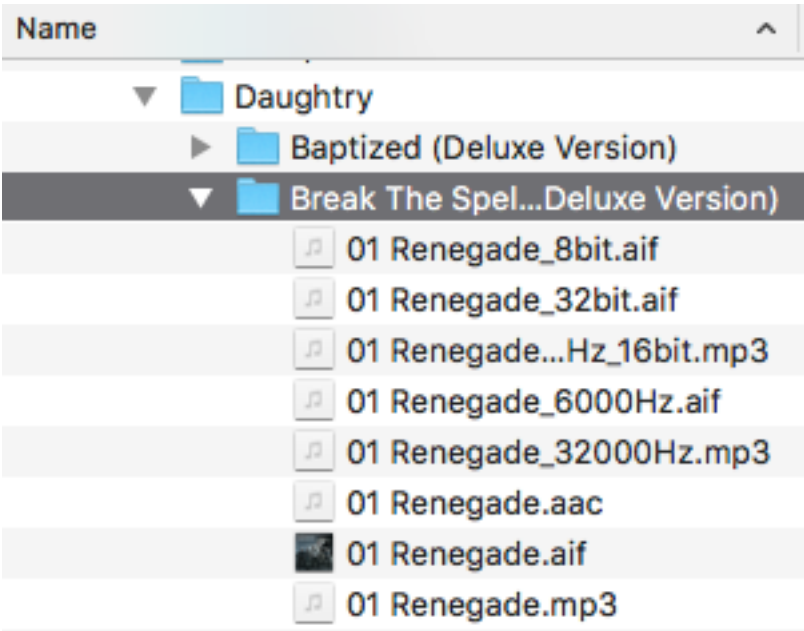 Name
Daughtry
Baptized (Deluxe Version)
Break The Spel...Deluxe Version)
01 Renegade_8bit.aif
01 Renegade_32bit.aif
01 Renegade...Hz_16bit.mp3
01 Renegade_6000Hz.aif
01 Renegade_32000Hz.mp3
01 Renegade.aac
01 Renegade.aif
01 Renegade.mp3